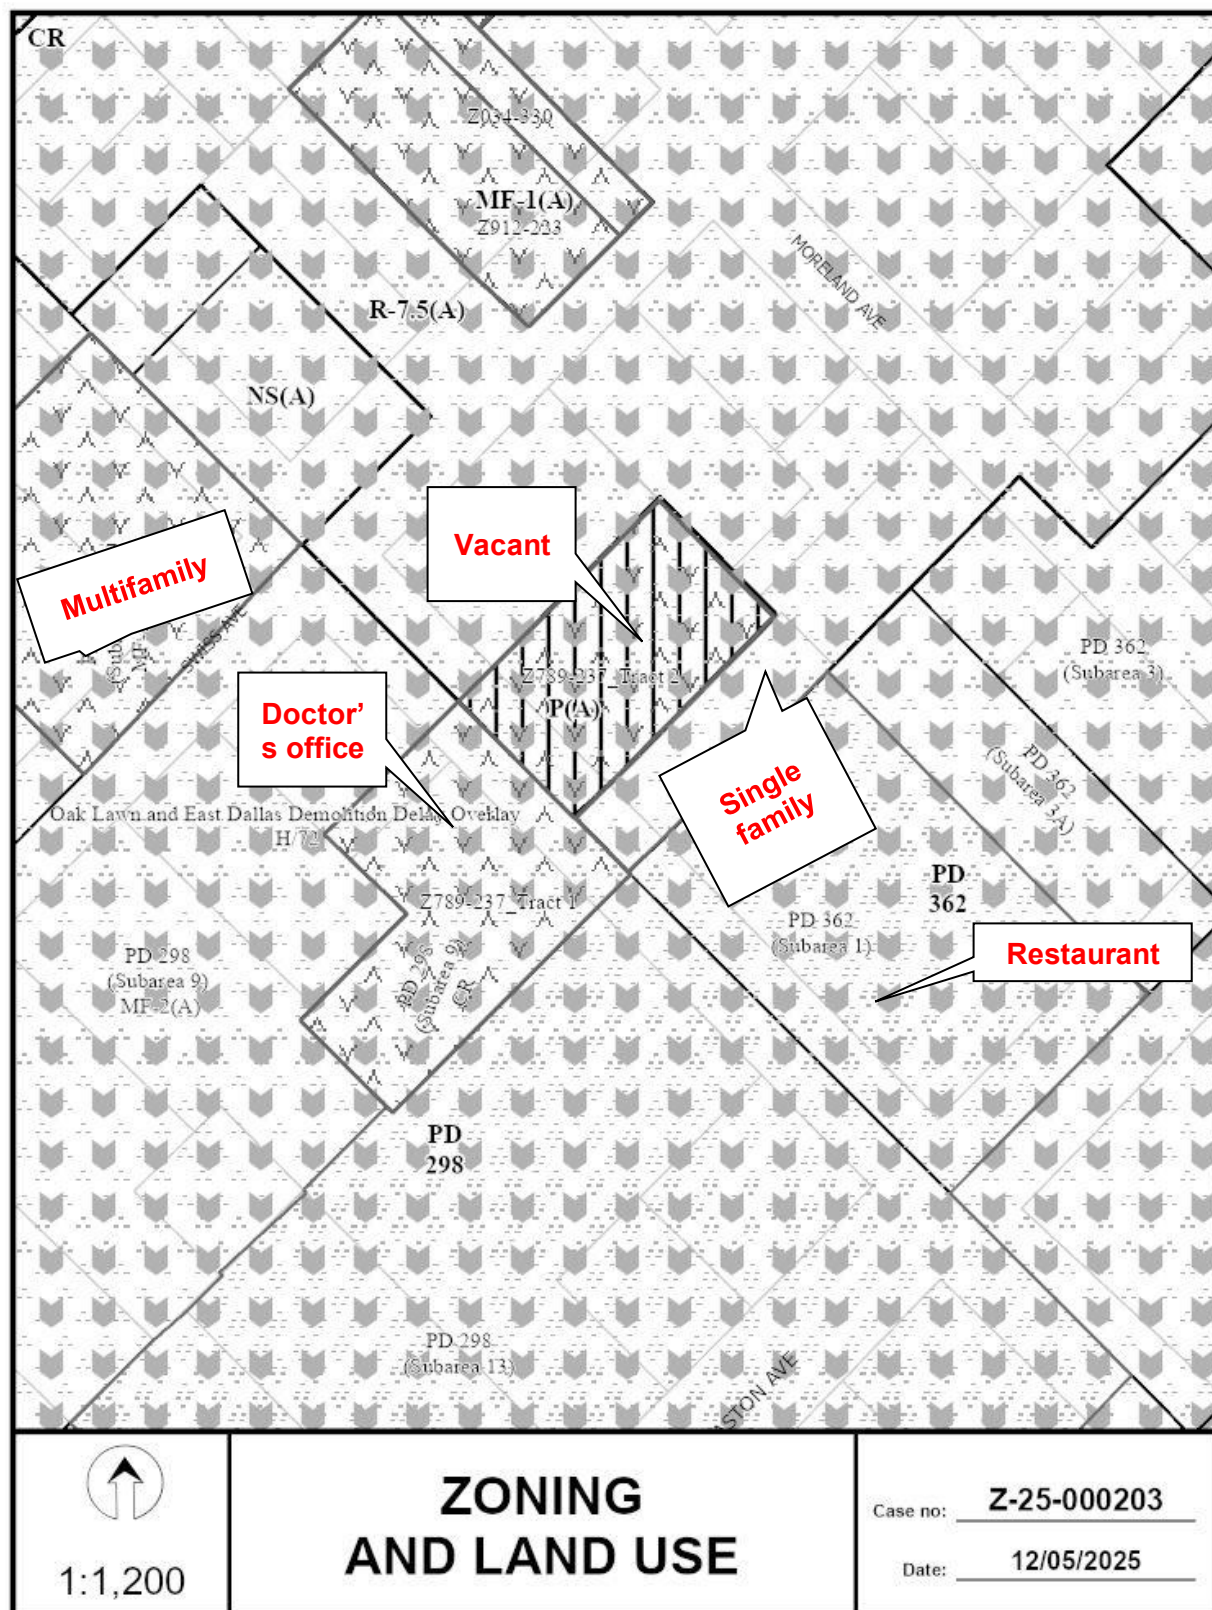 CR
Z034-330
MF-1(A)
Z912-233
MORELAND AVE
R-7.5(A)
NS(A)
Vacant
Multifamily
SWISS AVE
Z789-237_Tract 2
P(A)
PD 362
(Subarea 3)
Doctor'
s office
Single
family
PD 362
(Subarea 3A)
Oak Lawn and East Dallas Demolition Delay Overlay
H/72
PD
362
Z789-237_Tract 1
PD 362
(Subarea 1)
Restaurant
PD 298
(Subarea 9)
MF-2(A)
PD 298
(Subarea 9)
CR
PD
298
PD 298
(Subarea 13)
ASTON AVE
1:1,200
ZONING
AND LAND USE
Case no: Z-25-000203
Date: 12/05/2025